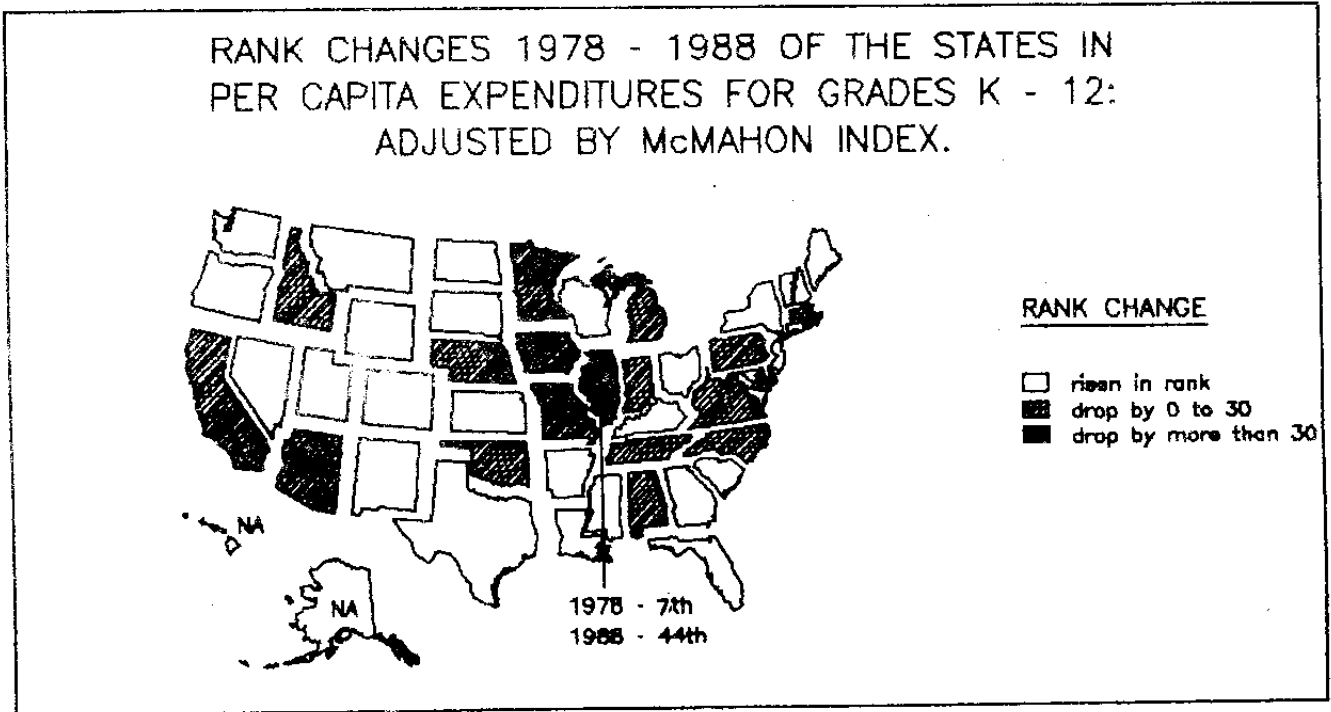 RANK CHANGES 1978 - 1988 OF THE STATES IN
PER CAPITA EXPENDITURES FOR GRADES K - 12:
ADJUSTED BY McMAHON INDEX.
RANK CHANGE
risen in rank
drop by 0 to 30
drop by more than 30
NA
NA
1978 - 7th
1988 - 44th